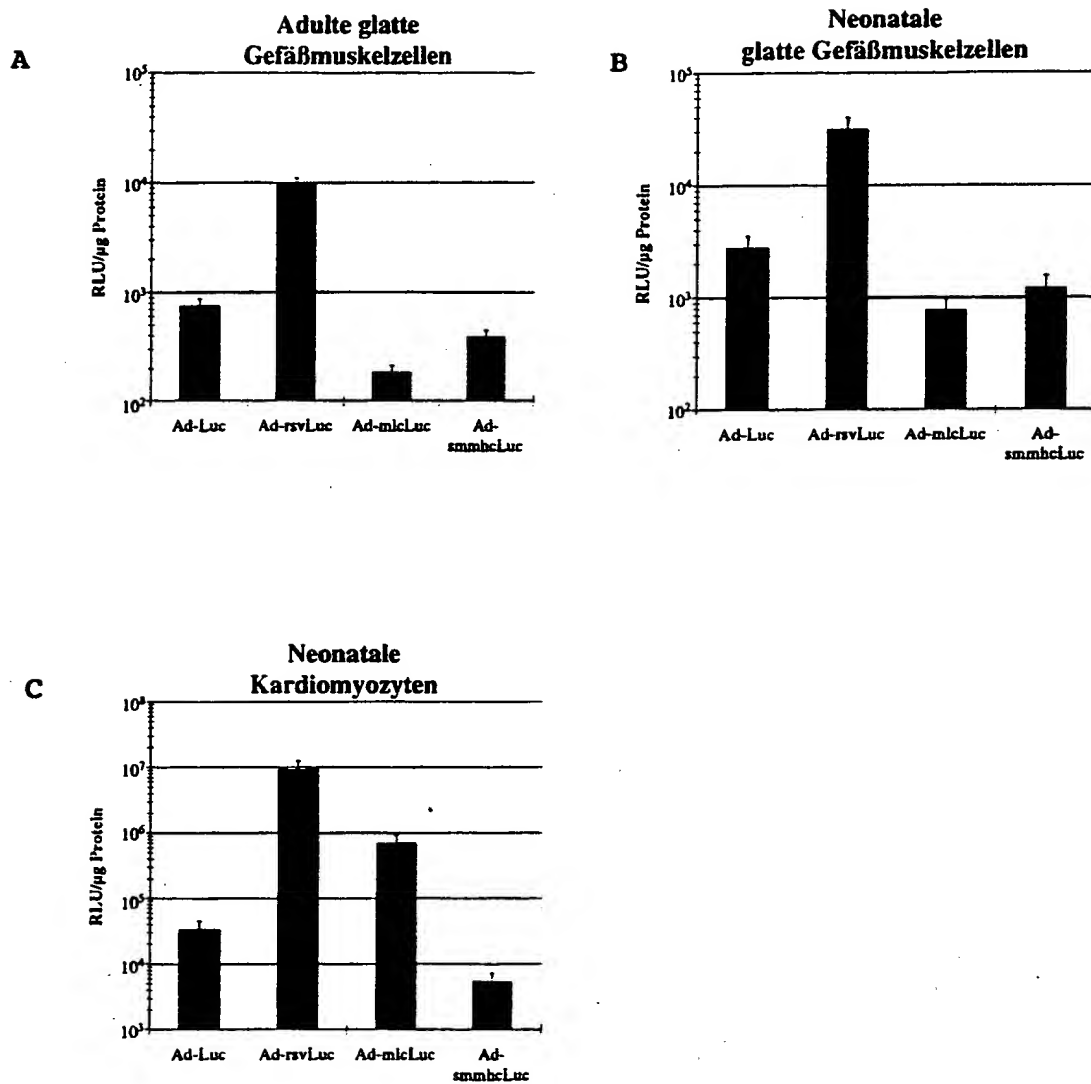 A
Adulte glatte
Gefäßmuskelzellen
10⁵
10⁴
10³
10²
RLU/µg Protein
Ad-Luc
Ad-rsvLuc
Ad-mlcLuc
Ad-
smmhcLuc
B
Neonatale
glatte Gefäßmuskelzellen
10⁵
10⁴
10³
10²
RLU/µg Protein
Ad-Luc
Ad-rsvLuc
Ad-mlcLuc
Ad-
smmhcLuc
C
Neonatale
Kardiomyozyten
10⁸
10⁷
10⁶
10⁵
10⁴
10³
RLU/µg Protein
Ad-Luc
Ad-rsvLuc
Ad-mlcLuc
Ad-
smmhcLuc